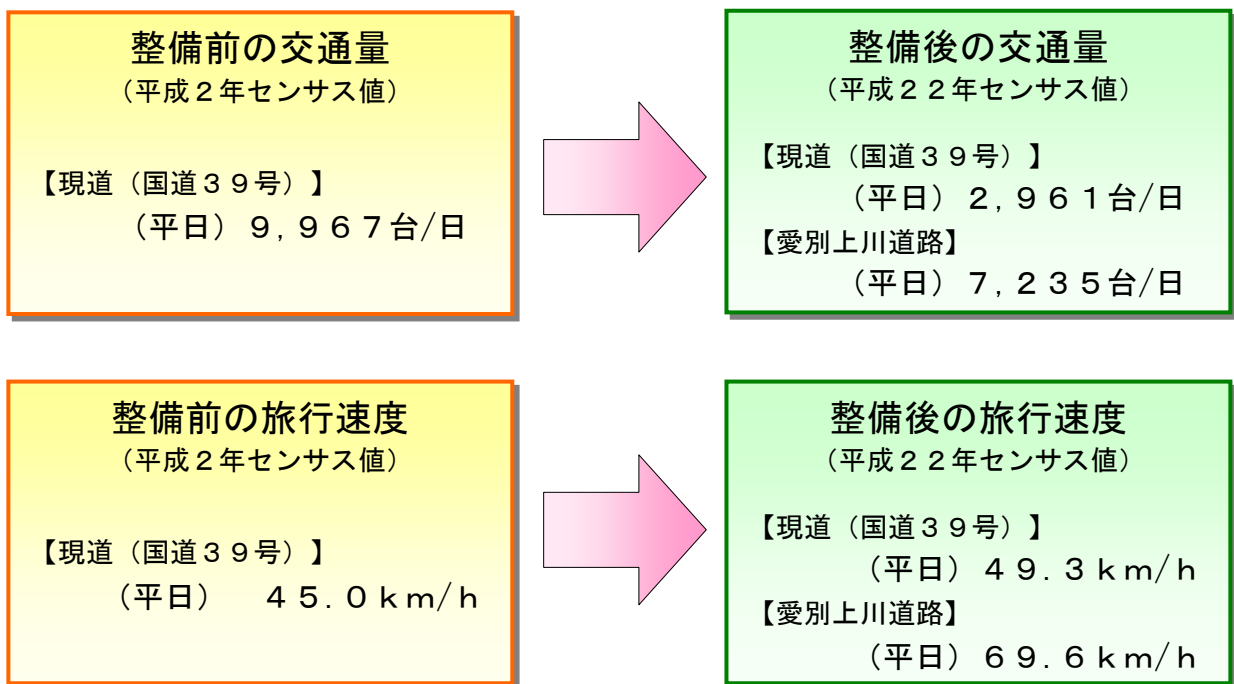 整備前の交通量
（平成２年センサス値）
【現道（国道３９号）】
（平日）９,９６７台/日
整備後の交通量
（平成２２年センサス値）
【現道（国道３９号）】
（平日）２,９６１台/日
【愛別上川道路】
（平日）７,２３５台/日
整備前の旅行速度
（平成２年センサス値）
【現道（国道３９号）】
（平日）　４５.０ｋｍ/ｈ
整備後の旅行速度
（平成２２年センサス値）
【現道（国道３９号）】
（平日）４９.３ｋｍ/ｈ
【愛別上川道路】
（平日）６９.６ｋｍ/ｈ